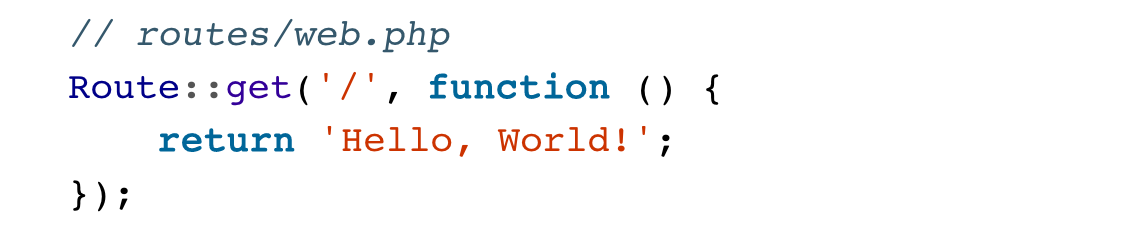 // routes/web.php
Route::get('/', function () {
    return 'Hello, World!';
});